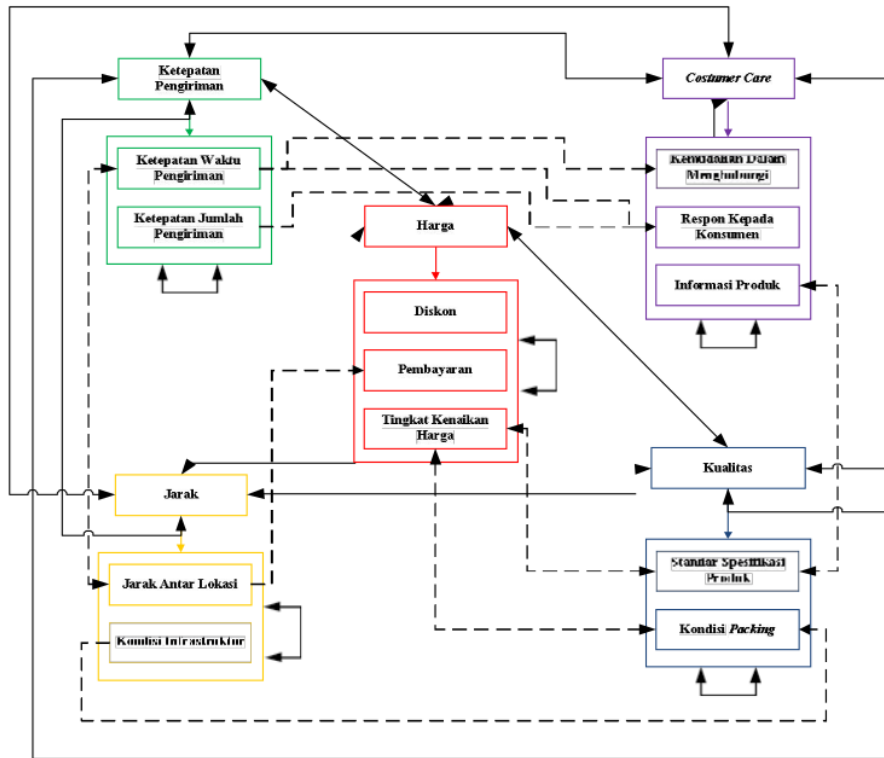 Ketepatan
Pengiriman
Costumer Care
Ketepatan Waktu
Pengiriman
Ketepatan Jumlah
Pengiriman
Kemudahan Dalam
Menghubungi
Respon Kepada
Konsumen
Informasi Produk
Harga
Diskon
Pembayaran
Tingkat Kenaikan
Harga
Jarak
Jarak Antar Lokasi
Kondisi Infrastruktur
Kualitas
Standar Spesifikasi
Produk
Kondisi Packing